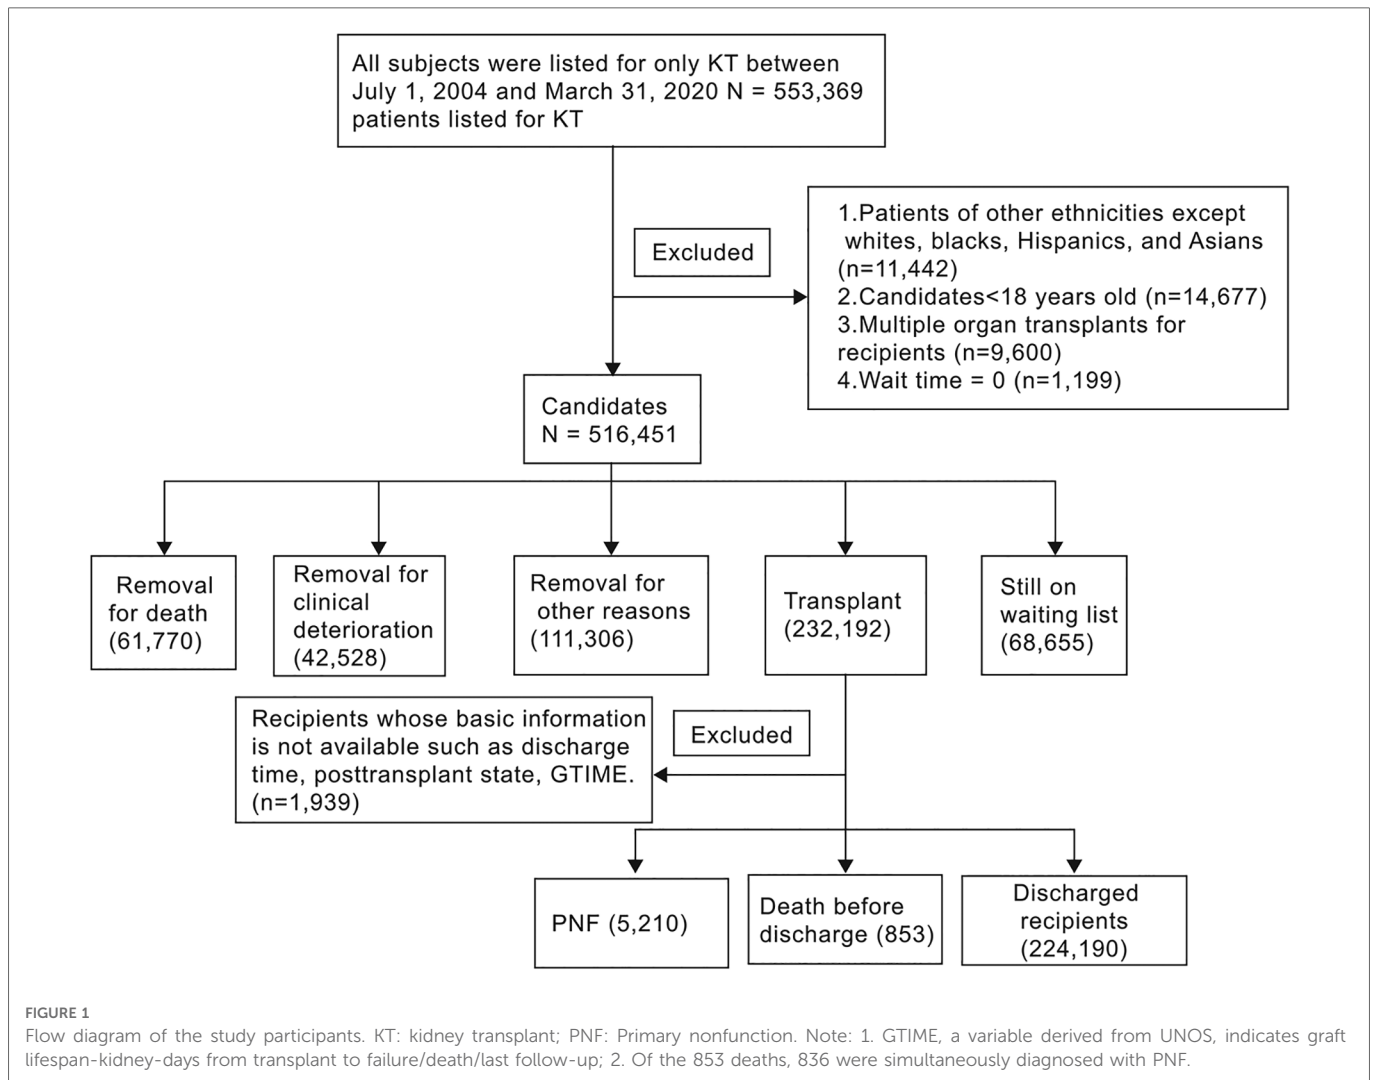 All subjects were listed for only KT between
July 1, 2004 and March 31, 2020 N = 553,369
patients listed for KT
Excluded
1.Patients of other ethnicities except
whites, blacks, Hispanics, and Asians
(n=11,442)
2.Candidates<18 years old (n=14,677)
3.Multiple organ transplants for
recipients (n=9,600)
4.Wait time = 0 (n=1,199)
Candidates
N = 516,451
Removal
for death
(61,770)
Removal for
clinical
deterioration
(42,528)
Removal for
other reasons
(111,306)
Transplant
(232,192)
Still on
waiting list
(68,655)
Recipients whose basic information
is not available such as discharge
time, posttransplant state, GTIME.
(n=1,939)
Excluded
PNF (5,210)
Death before
discharge (853)
Discharged
recipients
(224,190)
FIGURE 1
Flow diagram of the study participants. KT: kidney transplant; PNF: Primary nonfunction. Note: 1. GTIME, a variable derived from UNOS, indicates graft
lifespan-kidney-days from transplant to failure/death/last follow-up; 2. Of the 853 deaths, 836 were simultaneously diagnosed with PNF.